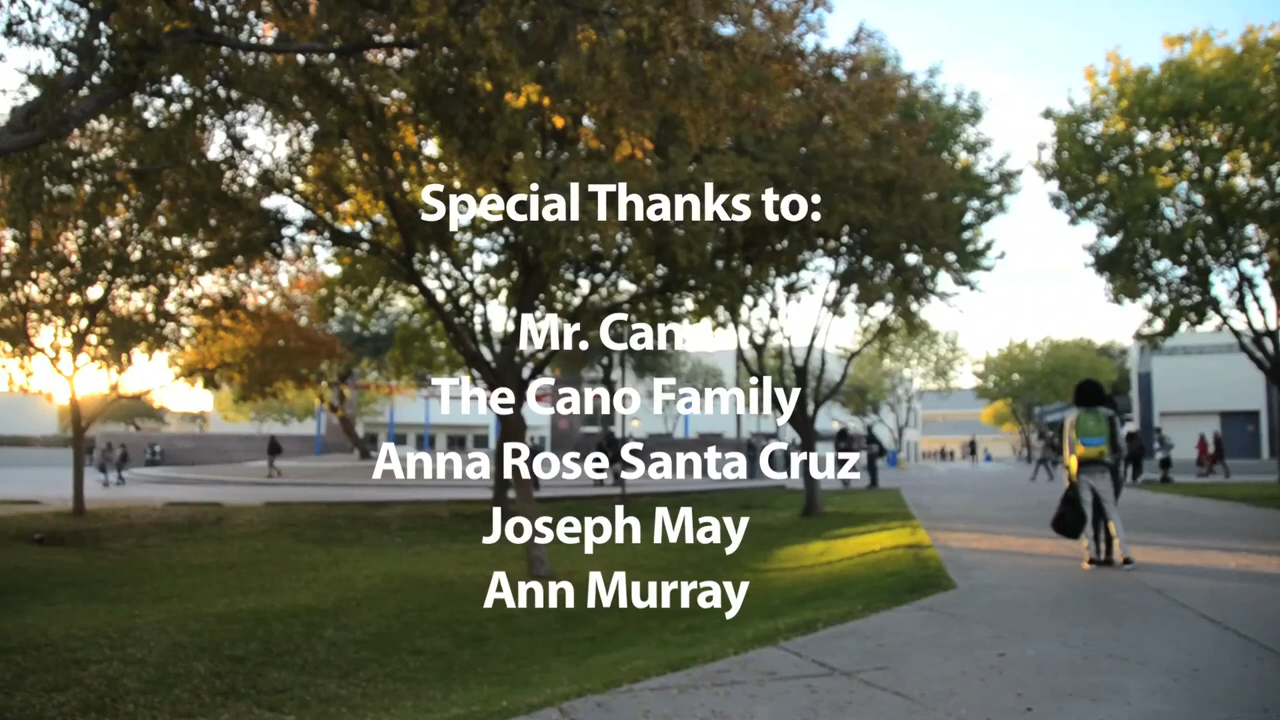 Special Thanks to:
Mr.
The Cano Family
Anna Rose Santa Cruz
Joseph May
Ann Murray